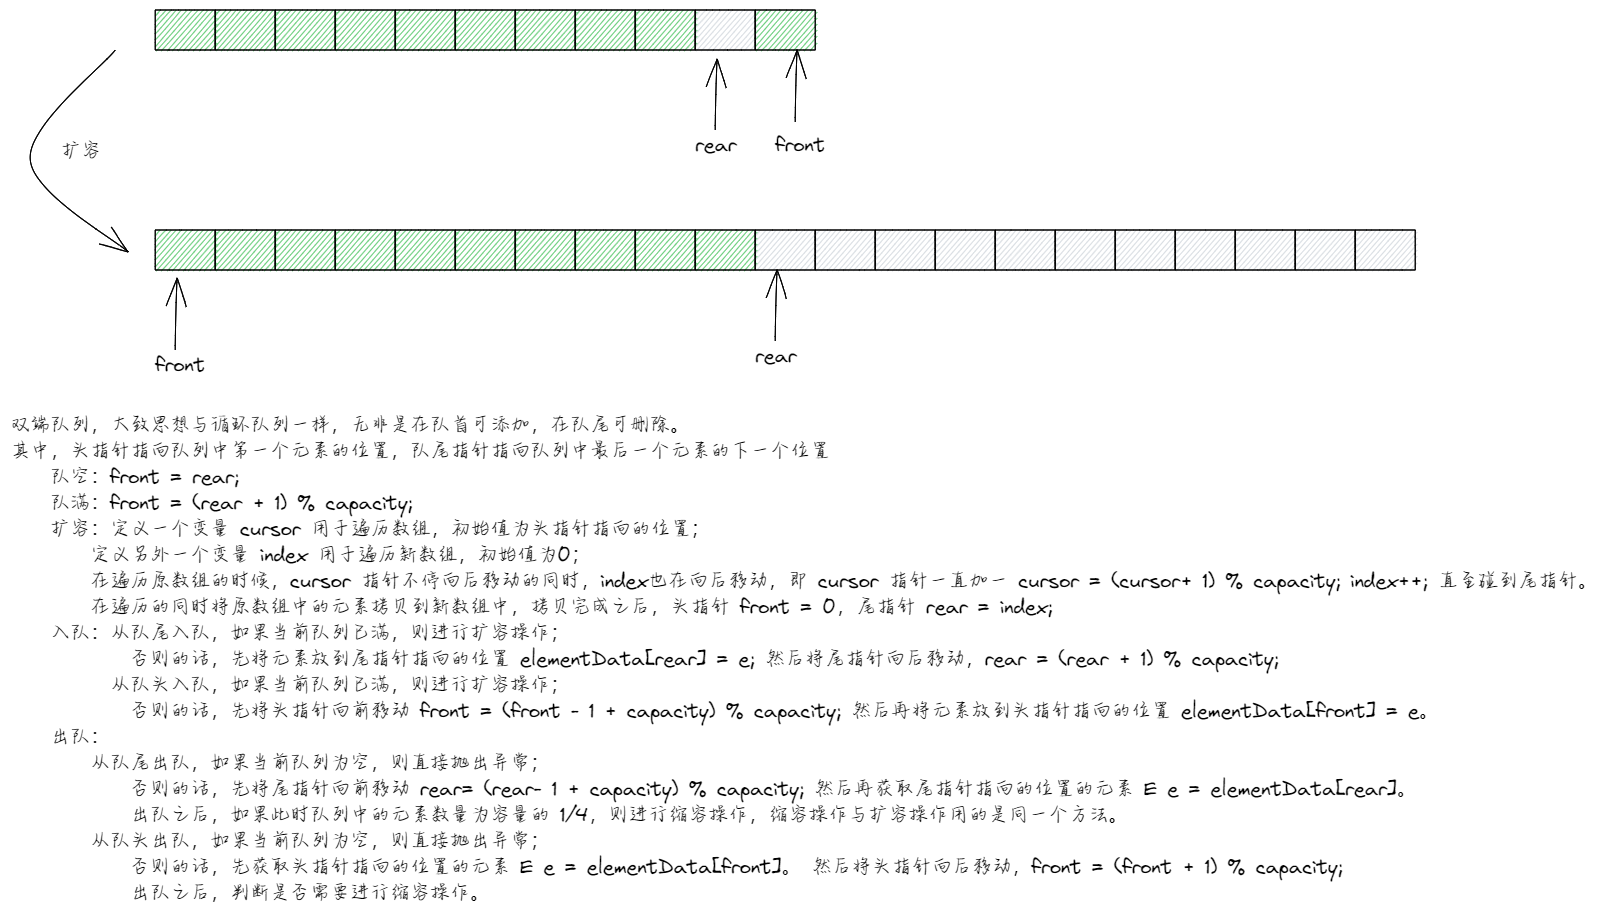 rear
front
扩容
front
rear
双端队列，大致思想与循环队列一样，无非是在队首可添加，在队尾可删除。
其中，头指针指向队列中第一个元素的位置，队尾指针指向队列中最后一个元素的下一个位置
队空：front = rear;
队满：front = (rear + 1) % capacity;
扩容：定义一个变量 cursor 用于遍历数组，初始值为头指针指向的位置；
定义另外一个变量 index 用于遍历新数组，初始值为0；
在遍历原数组的时候，cursor 指针不停向后移动的同时，index也在向后移动，即 cursor 指针一直加一 cursor = (cursor+ 1) % capacity; index++; 直至碰到尾指针。
在遍历的同时将原数组中的元素拷贝到新数组中，拷贝完成之后，头指针 front = 0，尾指针 rear = index;
入队：从队尾入队，如果当前队列已满，则进行扩容操作；
否则的话，先将元素放到尾指针指向的位置 elementData[rear] = e; 然后将尾指针向后移动，rear = (rear + 1) % capacity;
从队头入队，如果当前队列已满，则进行扩容操作；
否则的话，先将头指针向前移动 front = (front - 1 + capacity) % capacity; 然后再将元素放到头指针指向的位置 elementData[front] = e。
出队：
从队尾出队，如果当前队列为空，则直接抛出异常；
否则的话，先将尾指针向前移动 rear= (rear- 1 + capacity) % capacity; 然后再获取尾指针指向的位置的元素 E e = elementData[rear]。
出队之后，如果此时队列中的元素数量为容量的 1/4，则进行缩容操作，缩容操作与扩容操作用的是同一个方法。
从队头出队，如果当前队列为空，则直接抛出异常；
否则的话，先获取头指针指向的位置的元素 E e = elementData[front]。 然后将头指针向后移动，front = (front + 1) % capacity;
出队之后，判断是否需要进行缩容操作。